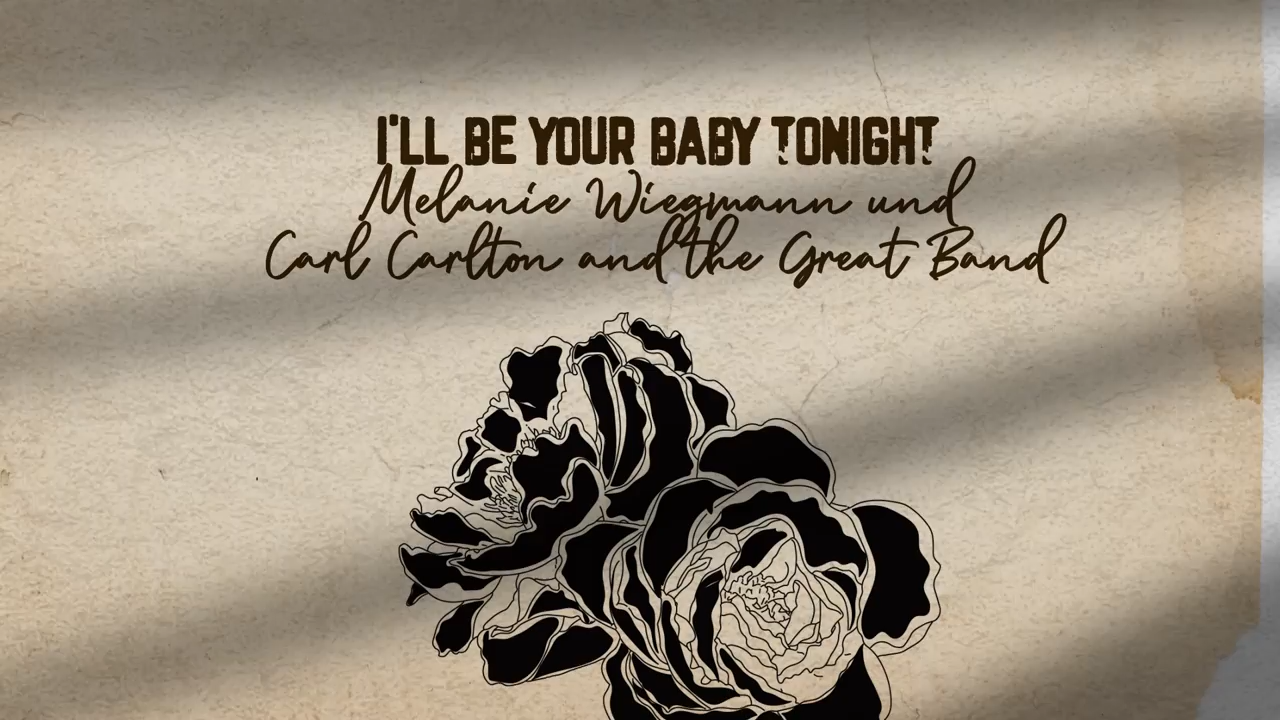 I'LL BE YOUR BABY TONIGHT
Melanie Wiegmann und
Carl Carlton and the Great Band